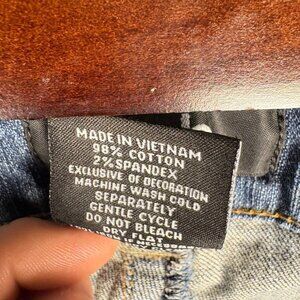 MADE IN VIETNAM
98% COTTON
2% SPANDEX
EXCLUSIVE OF DECORATION
MACHINE WASH COLD
SEPARATELY
GENTLE CYCLE
DO NOT BLEACH
DRY FLAT